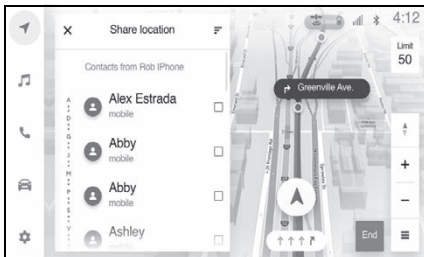 Share location
4:12
Contacts from Rob IPhone
Limit
50
Greenville Ave.
A
D
G
J
M
P
S
V
Alex Estrada
mobile
Abby
mobile
Abby
mobile
Ashley
mobile
End